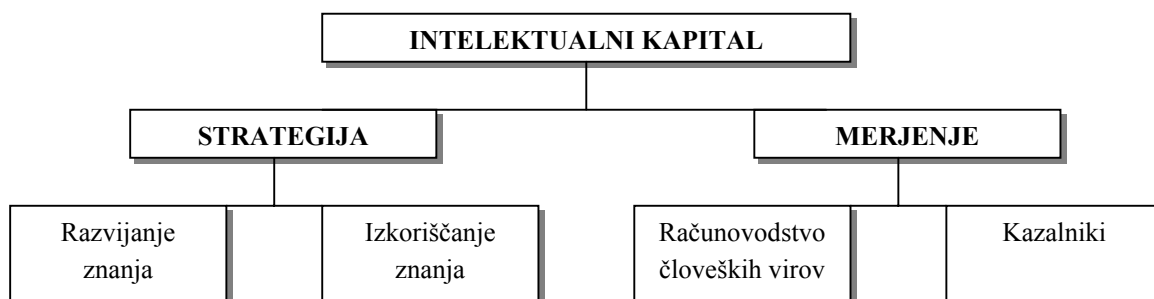 INTELEKTUALNI KAPITAL
STRATEGIJA
MERJENJE
Razvijanje
znanja
Izkoriščanje
znanja
Računovodstvo
človeških virov
Kazalniki